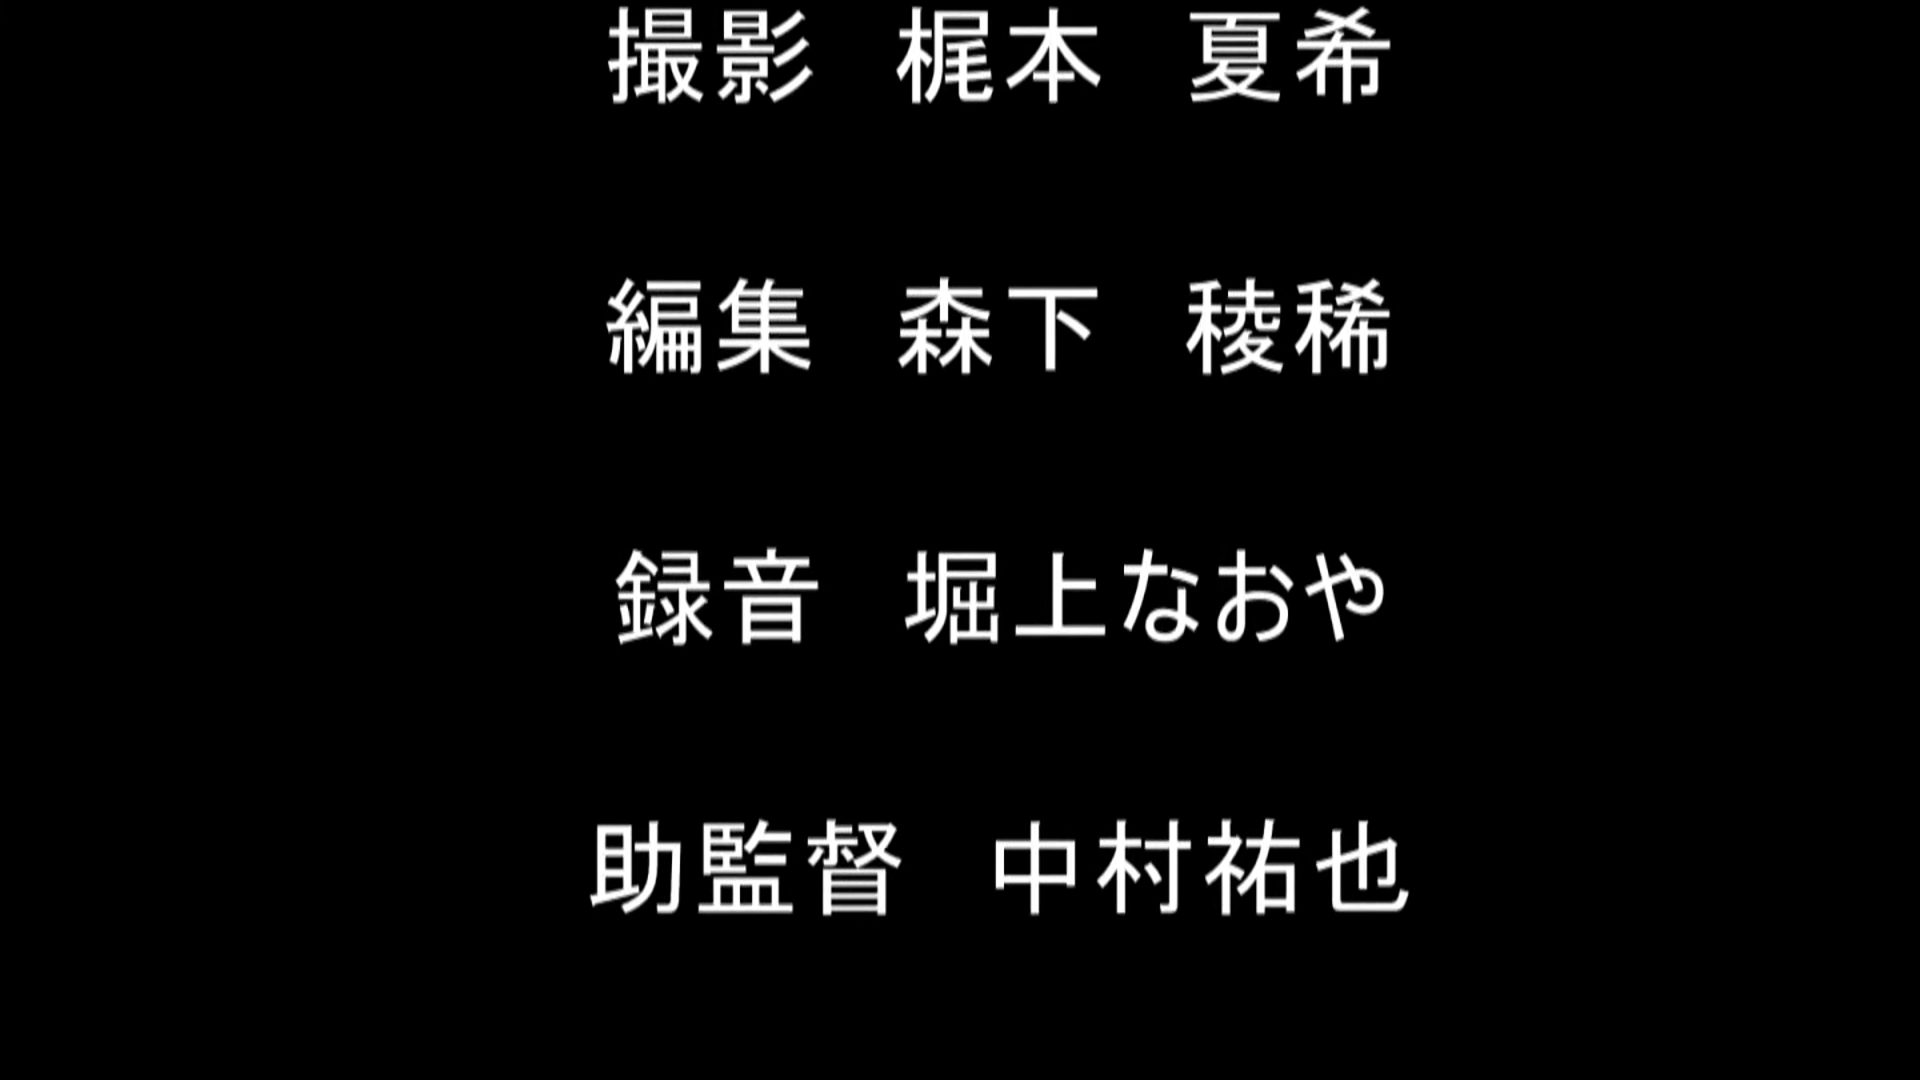 撮影 梶本 夏希
編集 森下 稜稀
録音 堀上なおや
助監督 中村祐也